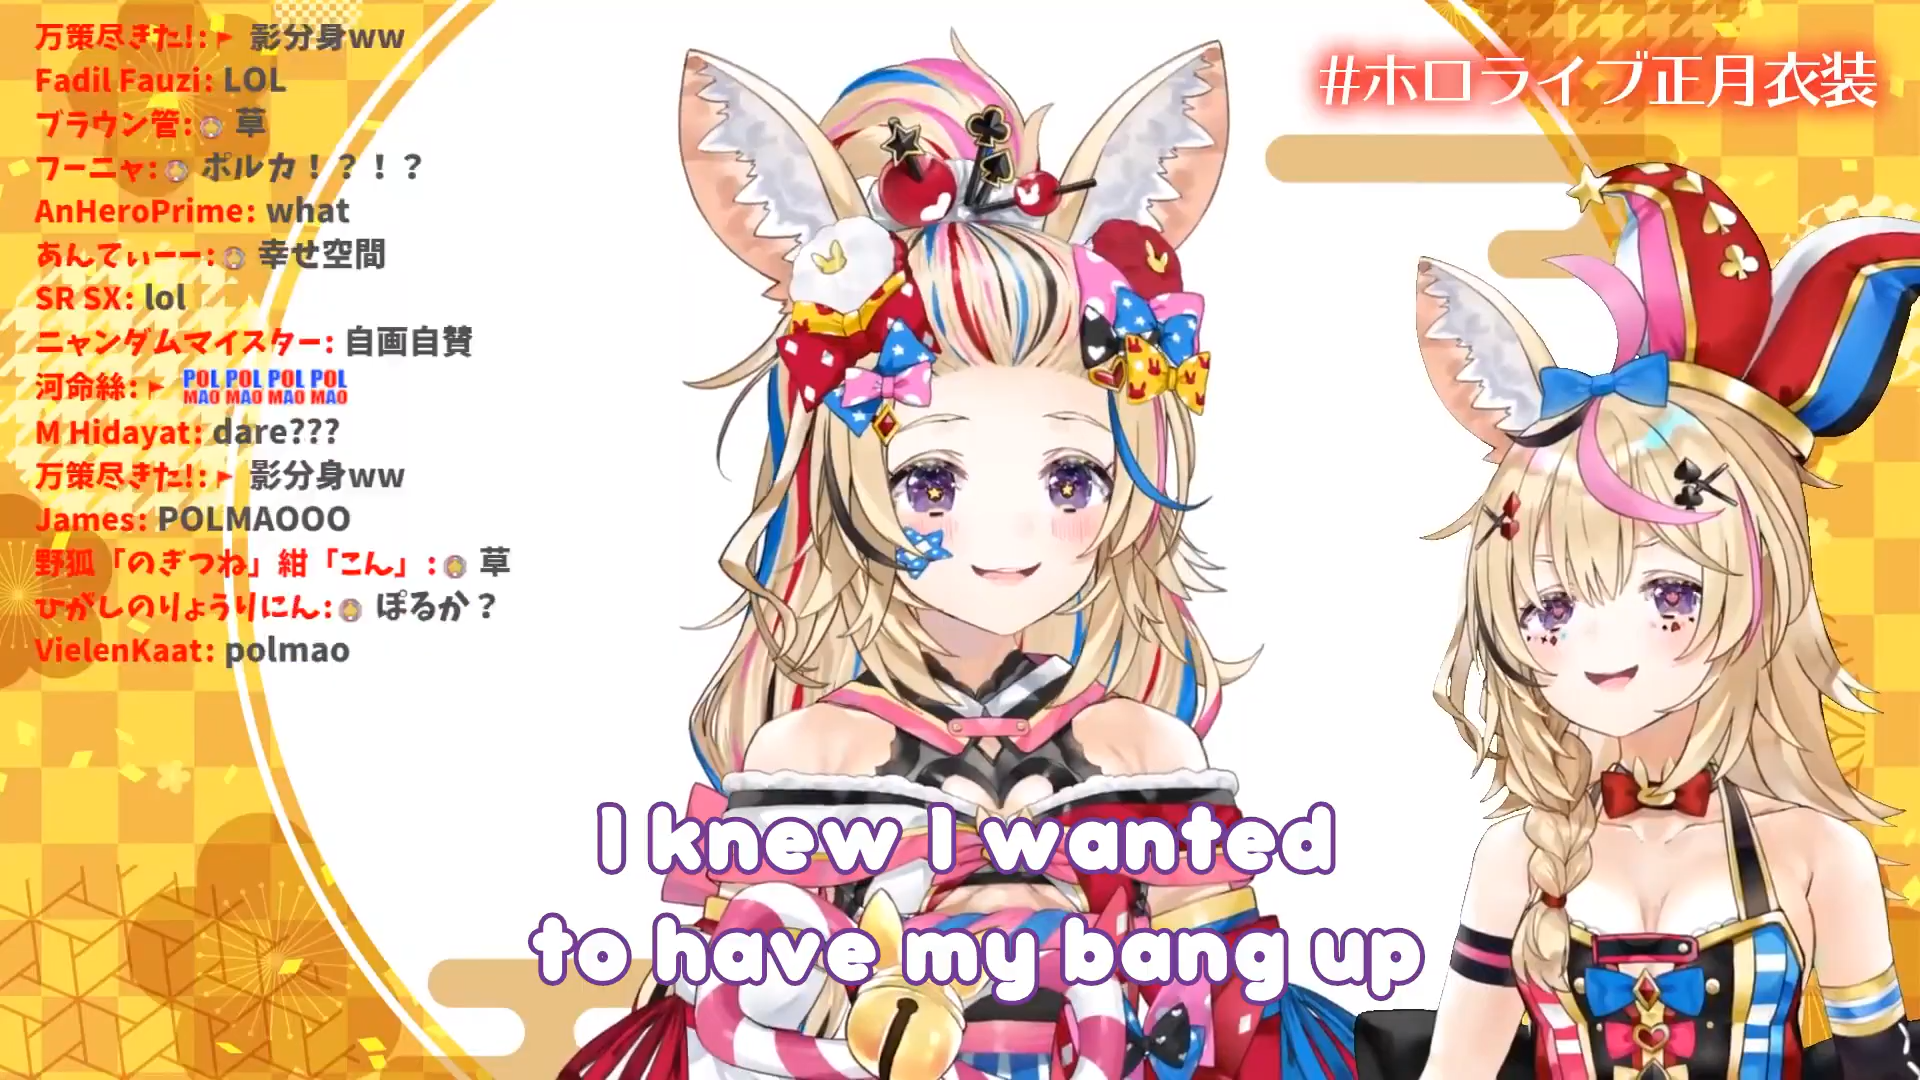 万策尽きた!: 影分身ww
Fadil Fauzi: LOL
ブラウン管: 草
フーニャ: ポルカ！？！？
AnHeroPrime: what
あんてぃーー: 幸せ空間
SR SX: lol
ニャンダムマイスター: 自画自賛
河命絲: POL POL POL POL
MAO MAO MAO MAO
M Hidayat: dare???
万策尽きた!: 影分身ww
James: POLMAOOO
野狐「のぎつね」紺「こん」: 草
ひがしのりょうりにん: ぽるか？
VielenKaat: polmao
#ホロライブ正月衣装
I knew I wanted
to have my bang up